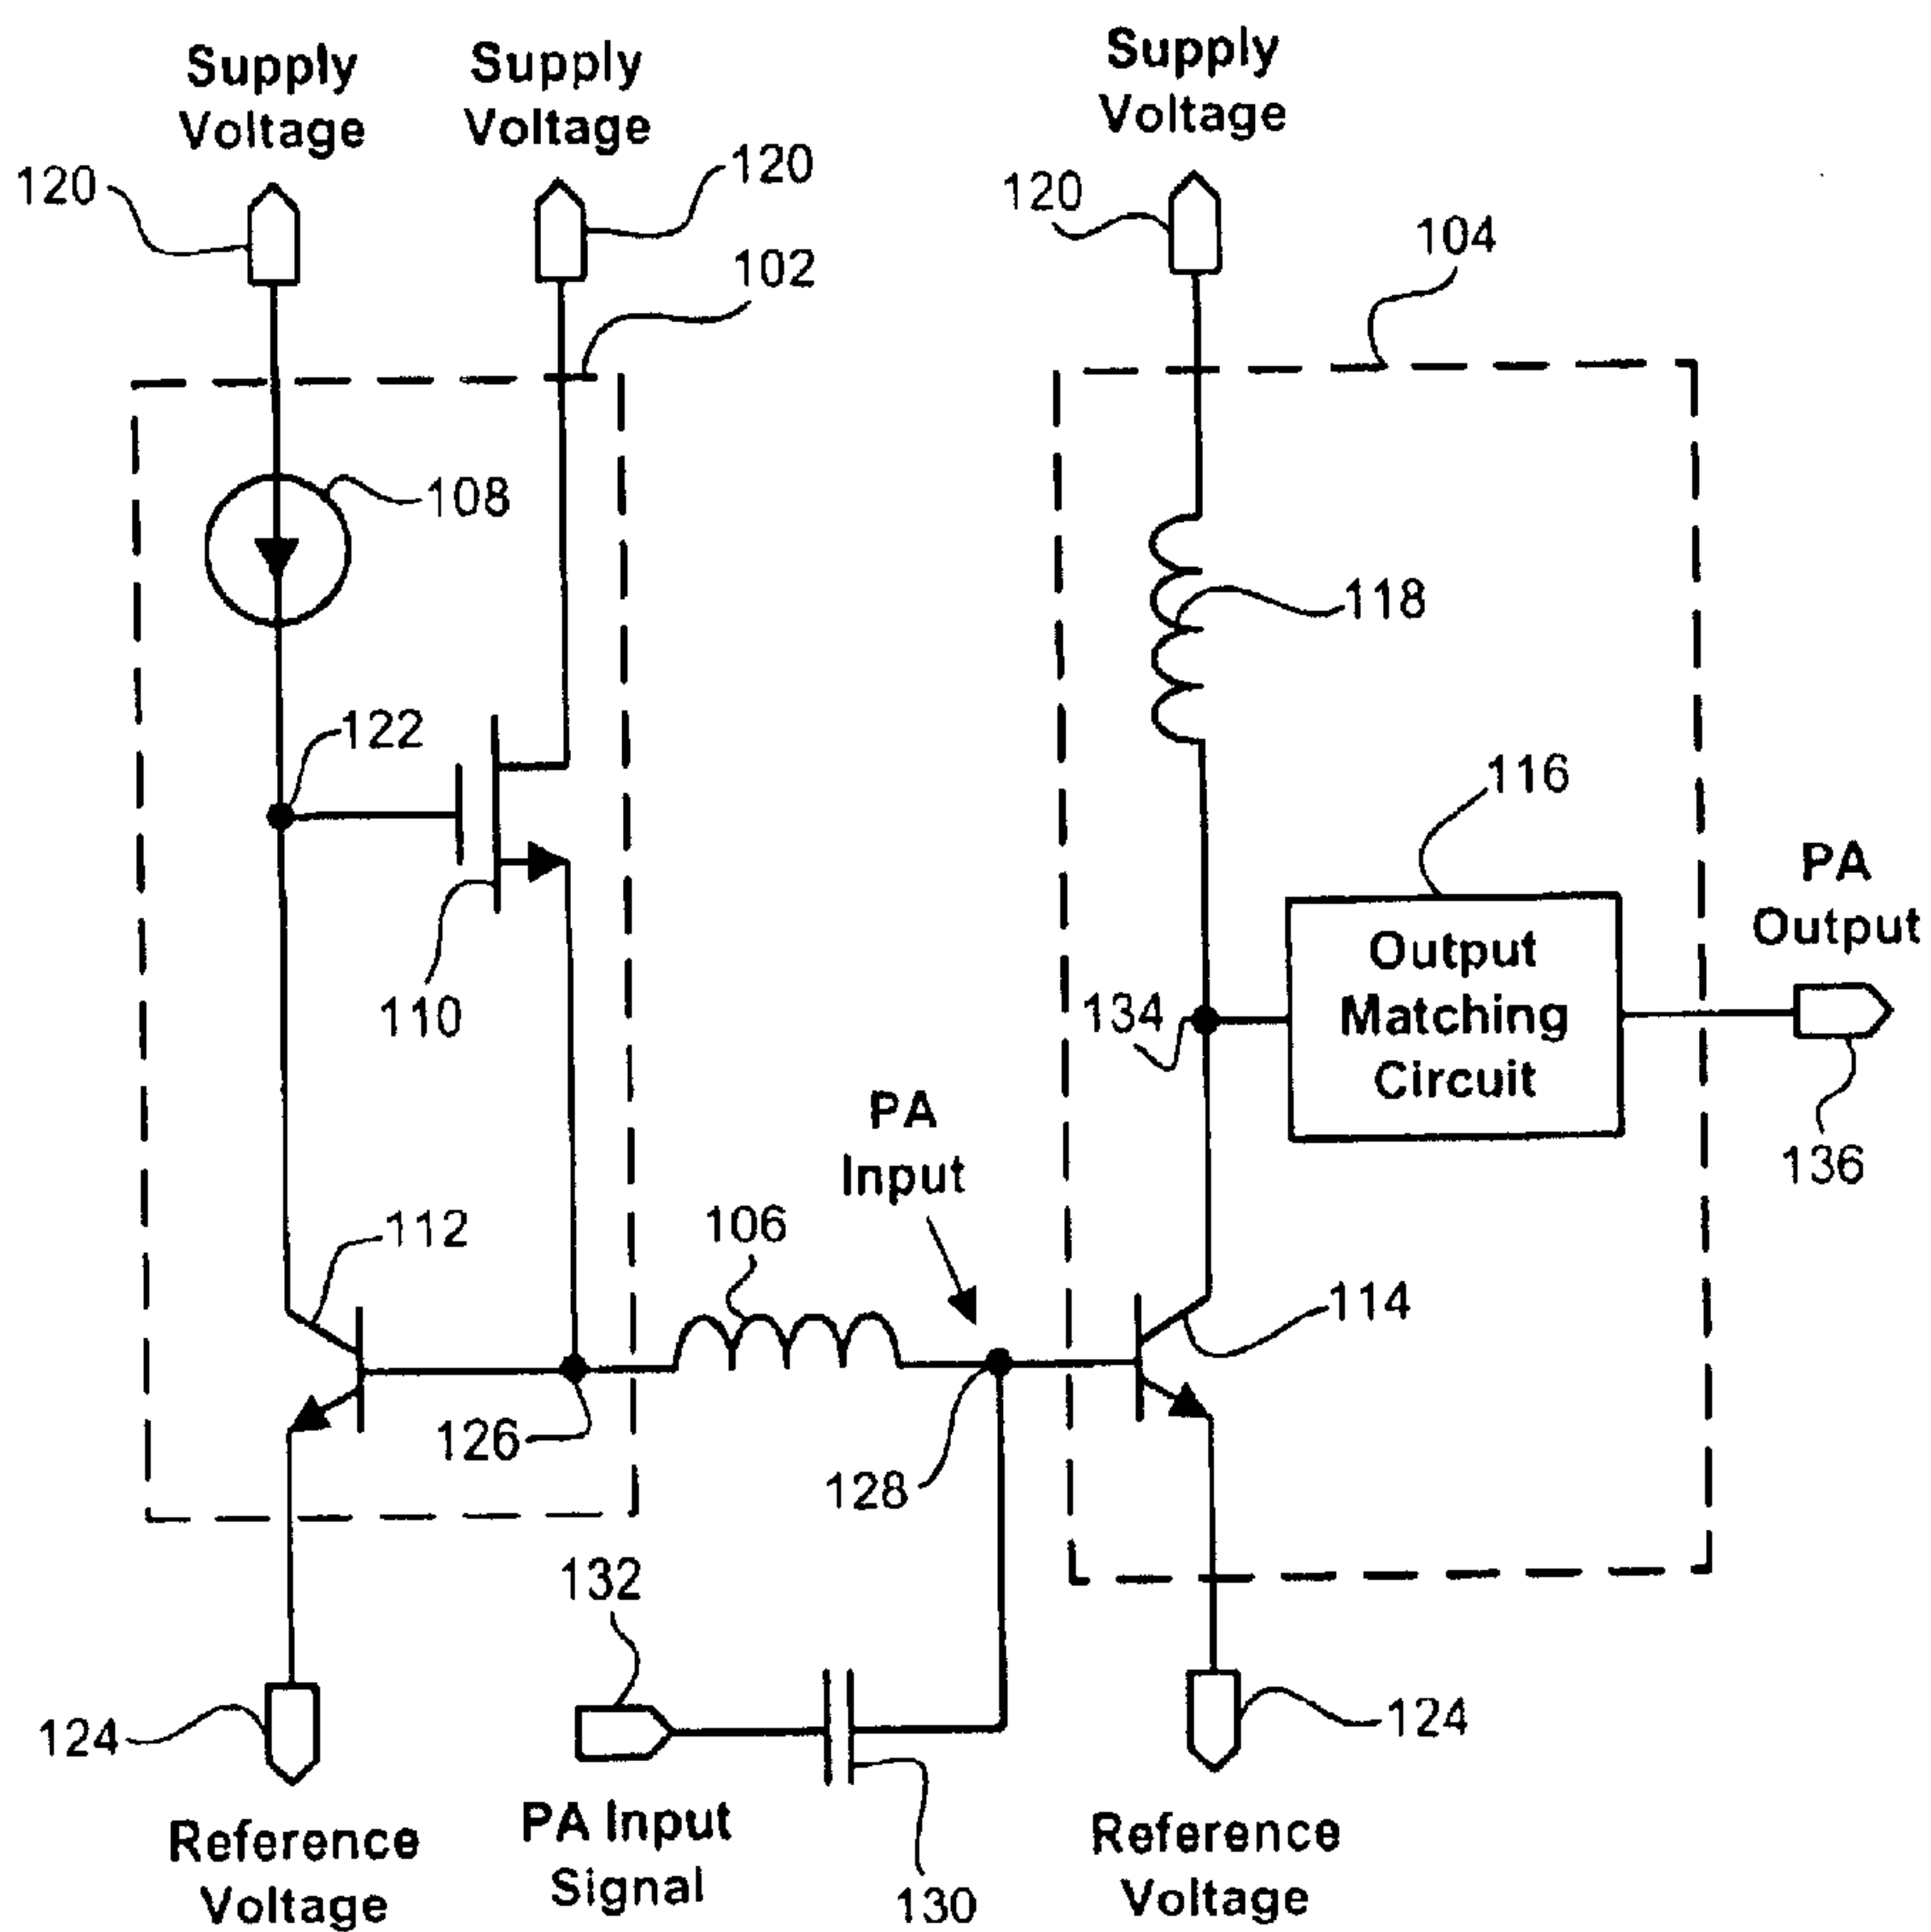 Supply
Voltage
Supply
Voltage
Supply
Voltage
120
120
120
102
104
108
118
122
116
110
134
Output
Matching
Circuit
PA
Output
136
PA
Input
106
112
114
126
128
132
124
124
130
Reference
Voltage
PA Input
Signal
Reference
Voltage